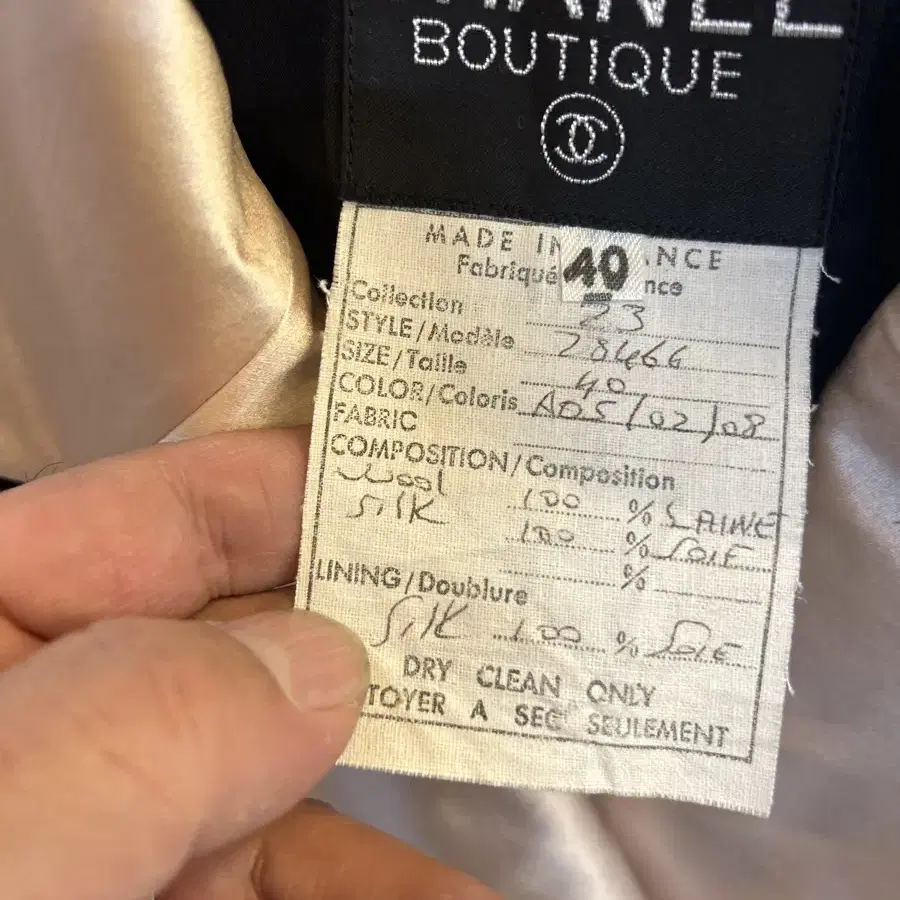 CHANEL
BOUTIQUE
MADE IN FRANCE
Fabriqué nce
40
Collection 23
STYLE/Modèle 28466
SIZE/Taille 40
COLOR/Coloris A05/02/08
FABRIC
COMPOSITION/Composition
Wool 100 % LAINE
Silk 100 % SOIE
%
LINING/Doublure
Silk 100 % SOIE
DRY CLEAN ONLY
TOYER A SEC SEULEMENT